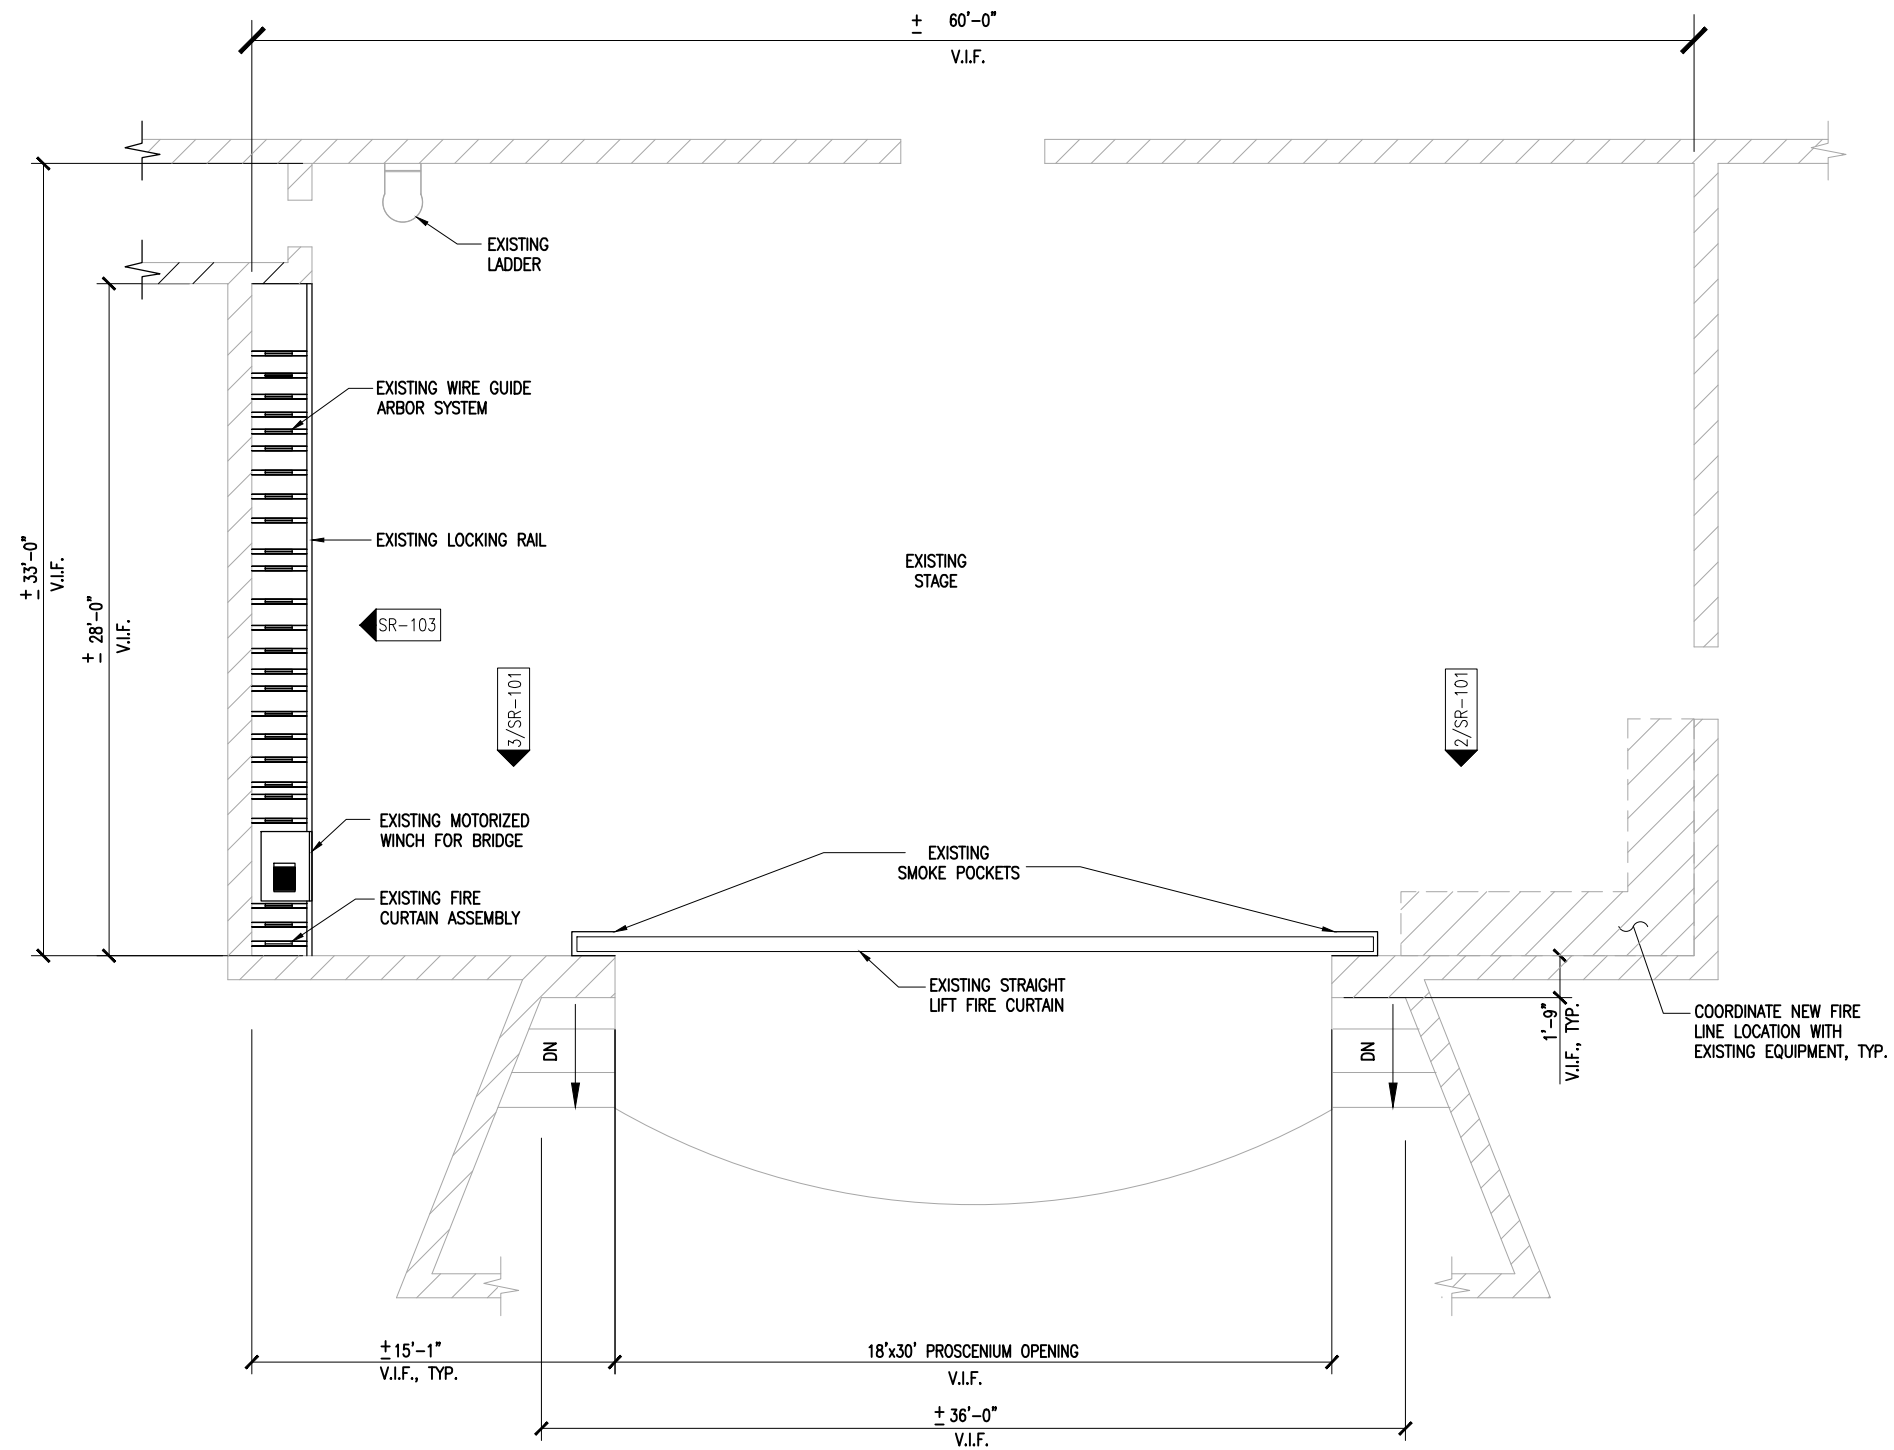 ± 60'-0"
V.I.F.
EXISTING
LADDER
EXISTING WIRE GUIDE
ARBOR SYSTEM
EXISTING LOCKING RAIL
EXISTING
STAGE
± 33'-0"
V.I.F.
± 28'-0"
V.I.F.
SR-103
3/SR-101
2/SR-101
EXISTING MOTORIZED
WINCH FOR BRIDGE
EXISTING
SMOKE POCKETS
EXISTING FIRE
CURTAIN ASSEMBLY
EXISTING STRAIGHT
LIFT FIRE CURTAIN
COORDINATE NEW FIRE
LINE LOCATION WITH
EXISTING EQUIPMENT, TYP.
1'-9"
V.I.F., TYP.
DN
DN
± 15'-1"
V.I.F., TYP.
18'x30' PROSCENIUM OPENING
V.I.F.
± 36'-0"
V.I.F.